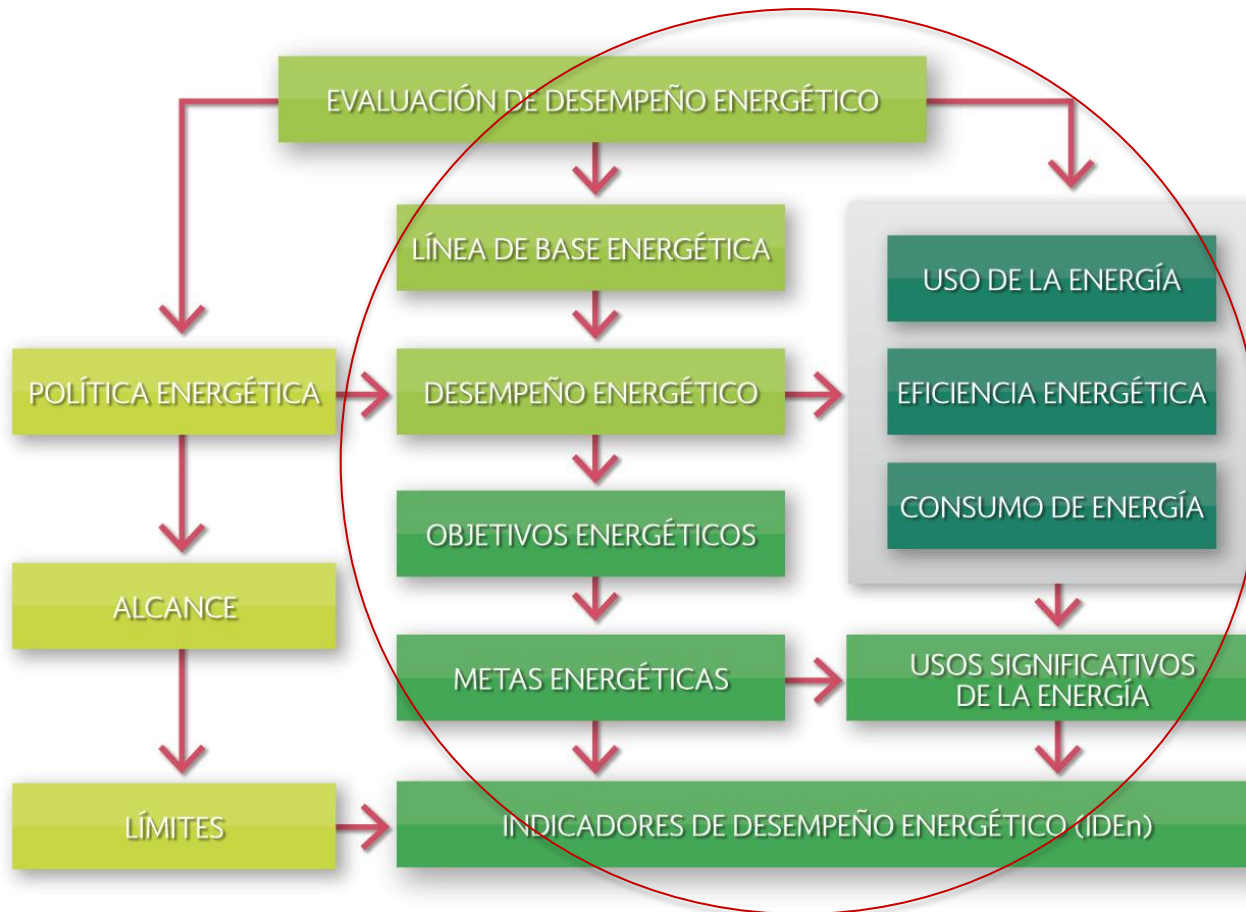 EVALUACIÓN DE DESEMPEÑO ENERGÉTICO
LÍNEA DE BASE ENERGÉTICA
USO DE LA ENERGÍA
POLÍTICA ENERGÉTICA
DESEMPEÑO ENERGÉTICO
EFICIENCIA ENERGÉTICA
CONSUMO DE ENERGÍA
OBJETIVOS ENERGÉTICOS
ALCANCE
METAS ENERGÉTICAS
USOS SIGNIFICATIVOS
DE LA ENERGÍA
LÍMITES
INDICADORES DE DESEMPEÑO ENERGÉTICO (IDEn)